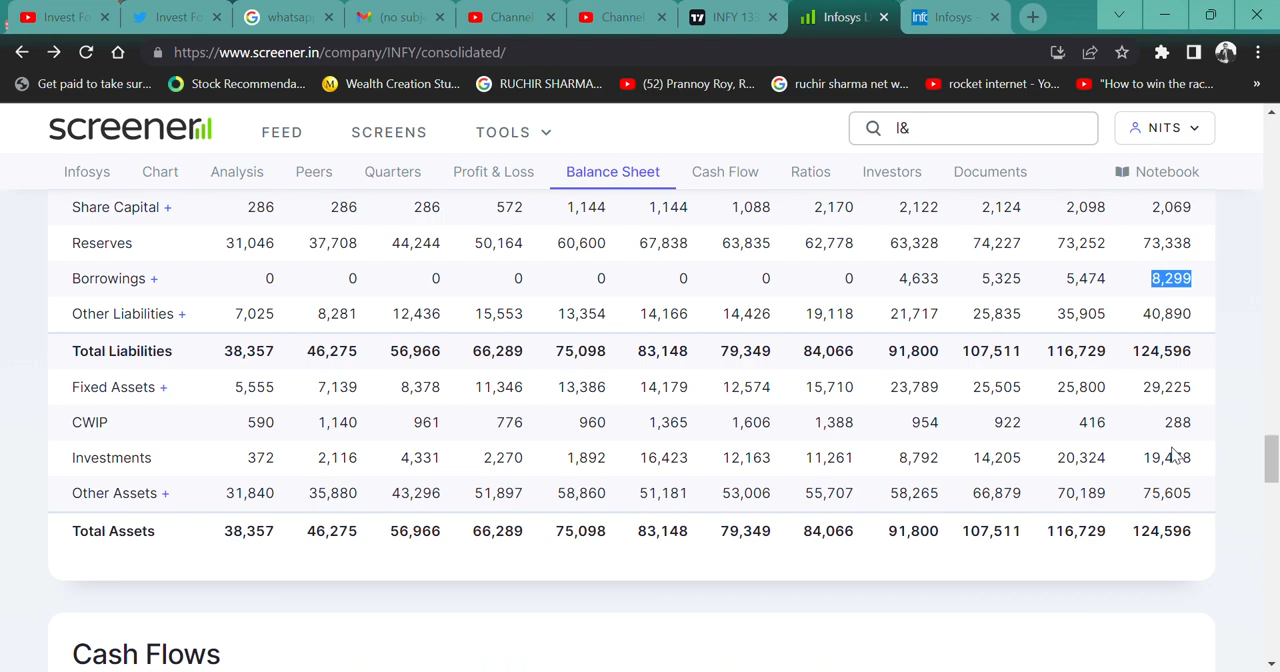 Invest Fo
Invest Fo
whatsap
(no subj
Channel
Channel
INFY 133
Infosys L
Infosys -
https://www.screener.in/company/INFY/consolidated/
Get paid to take sur...
Stock Recommenda...
Wealth Creation Stu...
RUCHIR SHARMA...
(52) Prannoy Roy, R...
ruchir sharma net w...
rocket internet - Yo...
"How to win the rac...
»
screener
FEED
SCREENS
TOOLS
l&
NITS
Infosys
Chart
Analysis
Peers
Quarters
Profit & Loss
Balance Sheet
Cash Flow
Ratios
Investors
Documents
Notebook
Share Capital + 286 286 286 572 1,144 1,144 1,088 2,170 2,122 2,124 2,098 2,069
Reserves 31,046 37,708 44,244 50,164 60,600 67,838 63,835 62,778 63,328 74,227 73,252 73,338
Borrowings + 0 0 0 0 0 0 0 0 4,633 5,325 5,474 8,299
Other Liabilities + 7,025 8,281 12,436 15,553 13,354 14,166 14,426 19,118 21,717 25,835 35,905 40,890
Total Liabilities 38,357 46,275 56,966 66,289 75,098 83,148 79,349 84,066 91,800 107,511 116,729 124,596
Fixed Assets + 5,555 7,139 8,378 11,346 13,386 14,179 12,574 15,710 23,789 25,505 25,800 29,225
CWIP 590 1,140 961 776 960 1,365 1,606 1,388 954 922 416 288
Investments 372 2,116 4,331 2,270 1,892 16,423 12,163 11,261 8,792 14,205 20,324
Other Assets + 31,840 35,880 43,296 51,897 58,860 51,181 53,006 55,707 58,265 66,879 70,189 75,605
Total Assets 38,357 46,275 56,966 66,289 75,098 83,148 79,349 84,066 91,800 107,511 116,729 124,596
Cash Flows